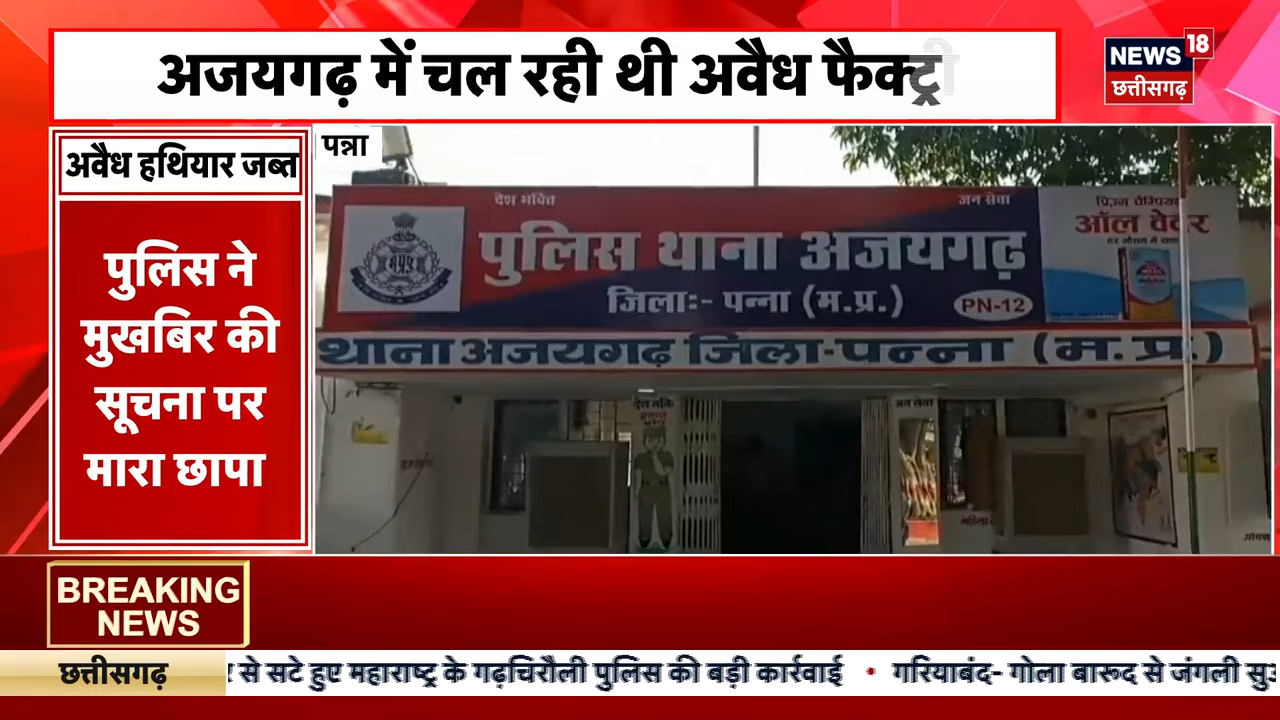 अजयगढ़ में चल रही थी अवैध फैक्ट्री
NEWS 18
छत्तीसगढ़
अवैध हथियार जब्त
पुलिस ने
मुखबिर की
सूचना पर
मारा छापा
पन्ना
देश भक्ति
जन सेवा
पुलिस थाना अजयगढ़
जिला:- पन्ना (म.प्र.)
PN-12
ऑल वेदर
थाना अजयगढ़ जिला-पन्ना (म.प्र.)
जन सेवा
BREAKING
NEWS
छत्तीसगढ़
से सटे हुए महाराष्ट्र के गढ़चिरौली पुलिस की बड़ी कार्रवाई • गरियाबंद- गोला बारूद से जंगली